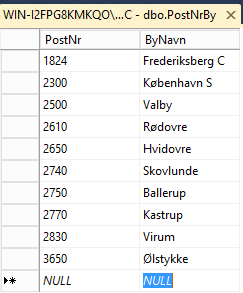 WIN-I2FPG8KMKQO\...C - dbo.PostNrBy
PostNr ByNavn
1824 Frederiksberg C
2300 København S
2500 Valby
2610 Rødovre
2650 Hvidovre
2740 Skovlunde
2750 Ballerup
2770 Kastrup
2830 Virum
3650 Ølstykke
NULL NULL